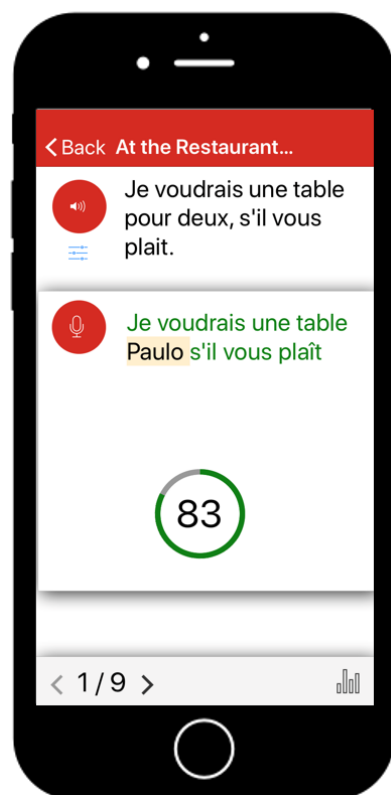 Back At the Restaurant...
Je voudrais une table
pour deux, s'il vous
plait.
Je voudrais une table
Paulo s'il vous plaît
83
1/9